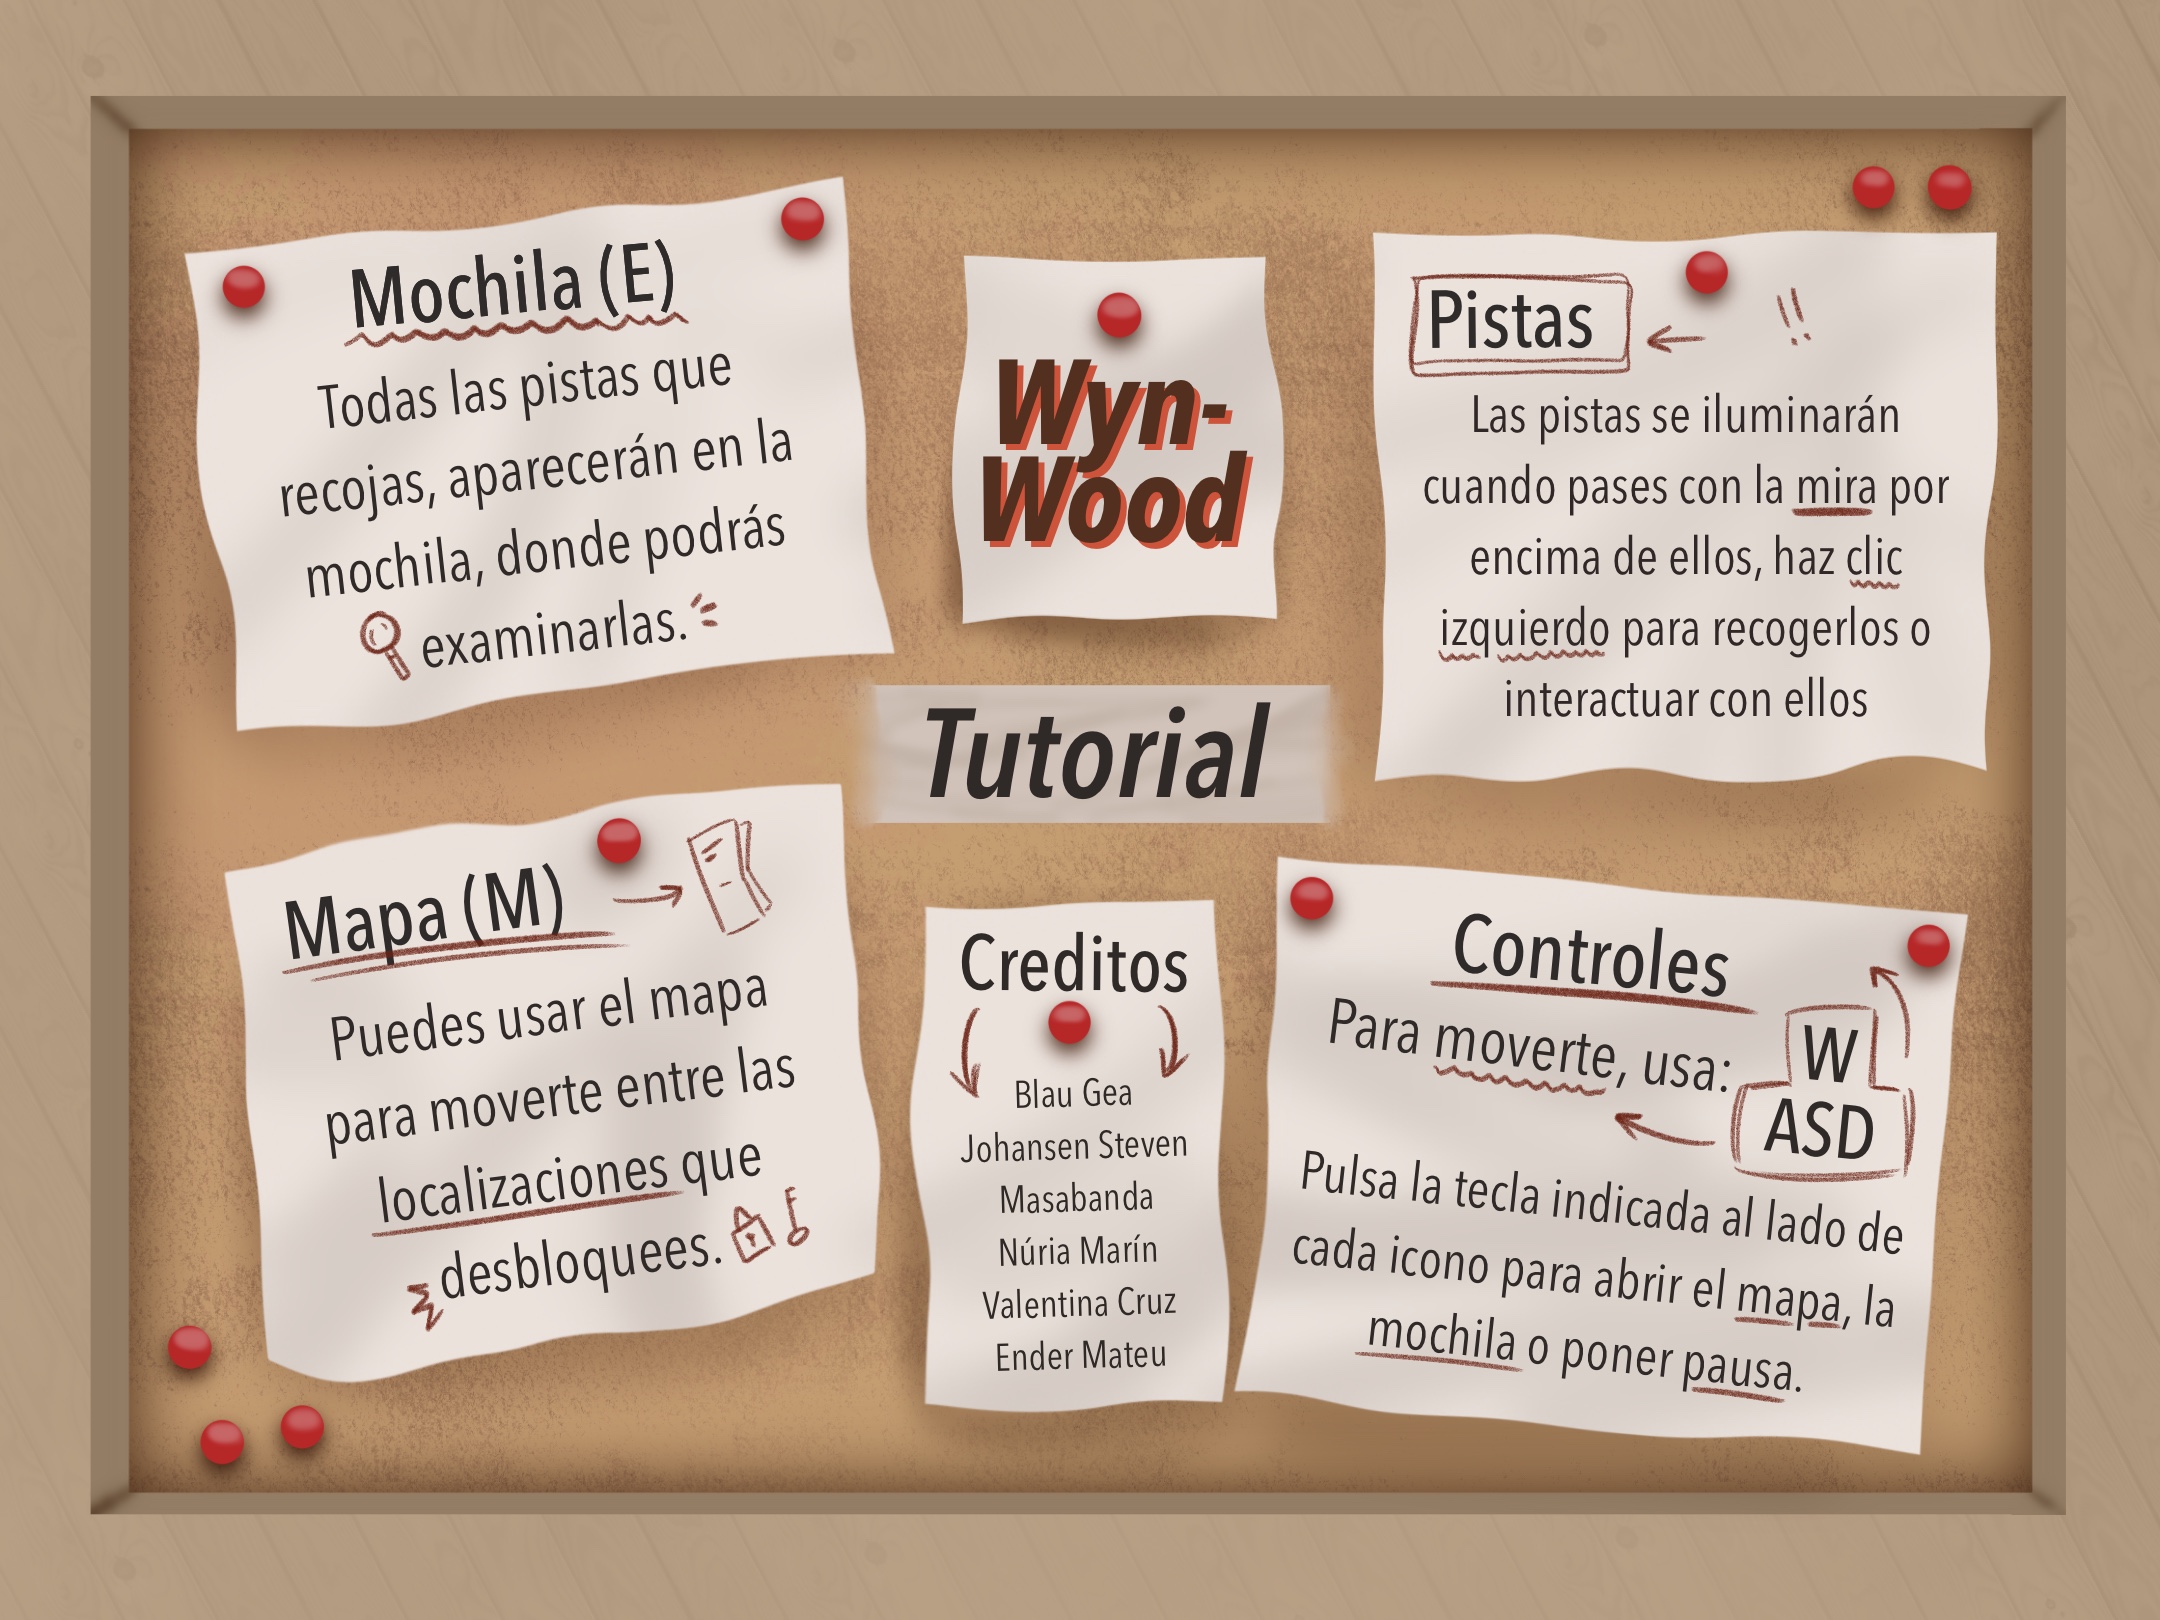 Mochila (E)
Todas las pistas que
recojas, aparecerán en la
mochila, donde podrás
examinarlas.
Wyn-
Wood
Pistas
!!
Las pistas se iluminarán
cuando pases con la mira por
encima de ellos, haz clic
izquierdo para recogerlos o
interactuar con ellos
Tutorial
Mapa (M)
Puedes usar el mapa
para moverte entre las
localizaciones que
desbloquees.
Creditos
Blau Gea
Johansen Steven
Masabanda
Núria Marín
Valentina Cruz
Ender Mateu
Controles
Para moverte, usa:
W
ASD
Pulsa la tecla indicada al lado de
cada icono para abrir el mapa, la
mochila o poner pausa.